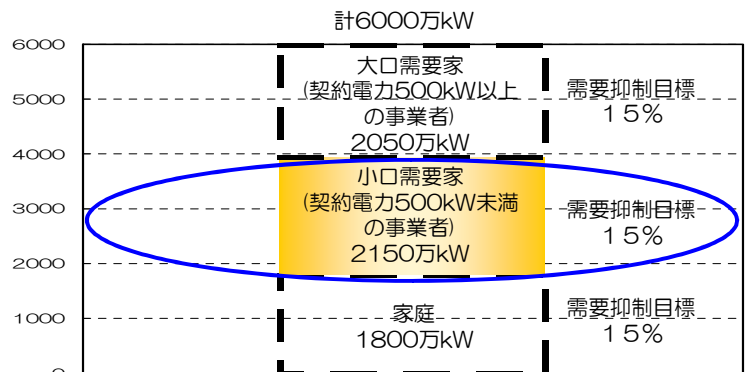 計6000万kW
6000
5000
4000
3000
2000
1000
0
大口需要家
(契約電力500kW以上
の事業者)
2050万kW
需要抑制目標
15%
小口需要家
(契約電力500kW未満
の事業者)
2150万kW
需要抑制目標
15%
家庭
1800万kW
需要抑制目標
15%